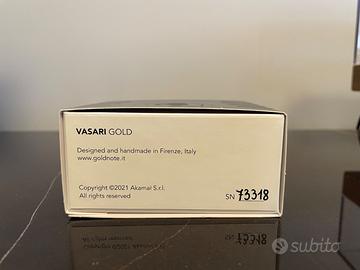 VASARI GOLD
Designed and handmade in Firenze, Italy
www.goldnote.it
Copyright ©2021 Akamai S.r.l.
All rights reserved
SN 73318
subito